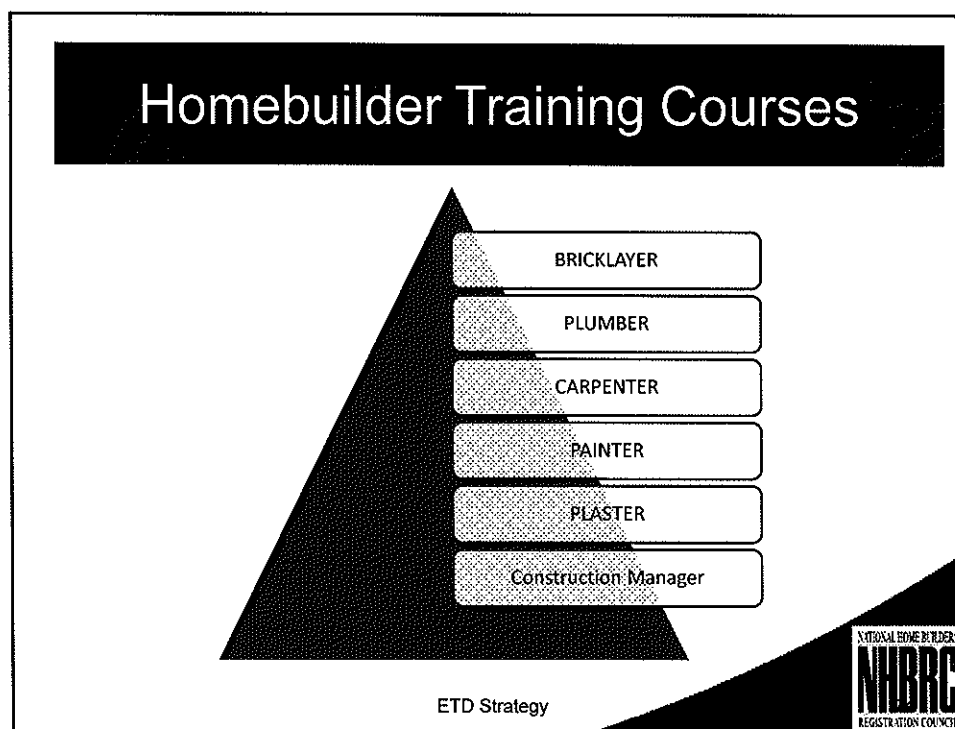 Homebuilder Training Courses
BRICKLAYER
PLUMBER
CARPENTER
PAINTER
PLASTER
Construction Manager
ETD Strategy
NATIONAL HOME BUILDERS
NHBRC
REGISTRATION COUNCIL